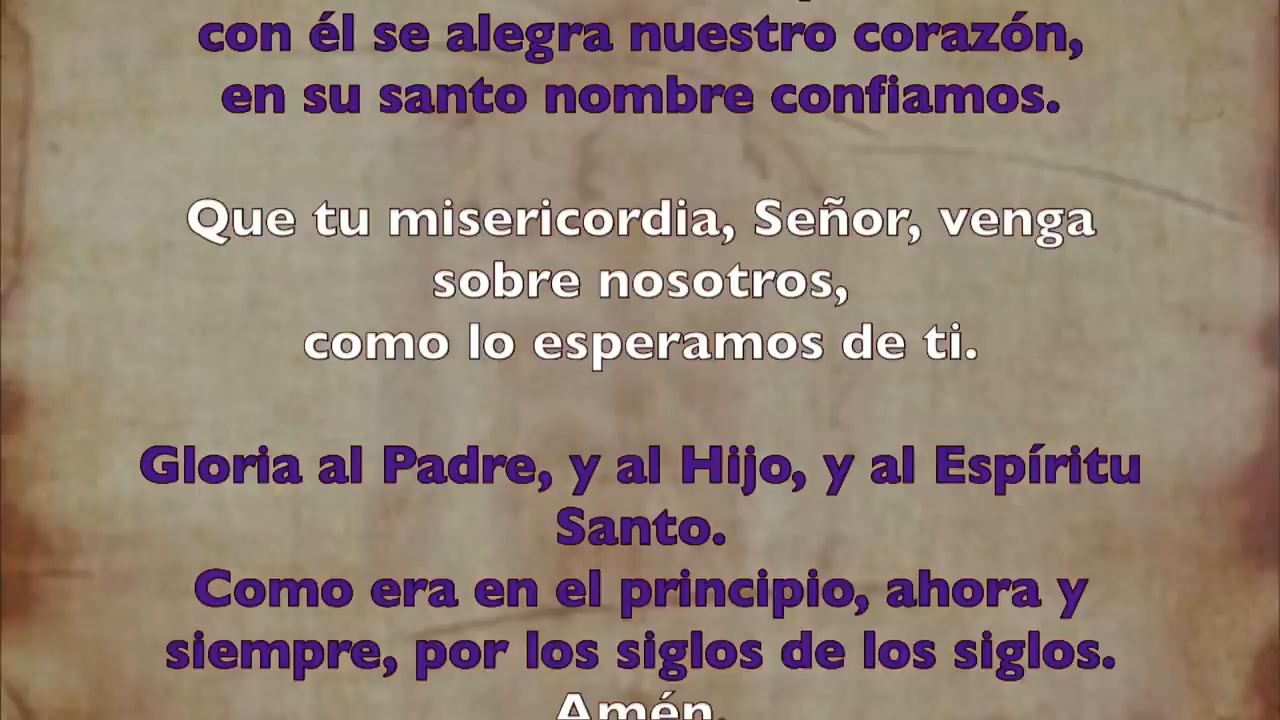 con él se alegra nuestro corazón,
en su santo nombre confiamos.
Que tu misericordia, Señor, venga
sobre nosotros,
como lo esperamos de ti.
Gloria al Padre, y al Hijo, y al Espíritu
Santo.
Como era en el principio, ahora y
siempre, por los siglos de los siglos.
Amén.